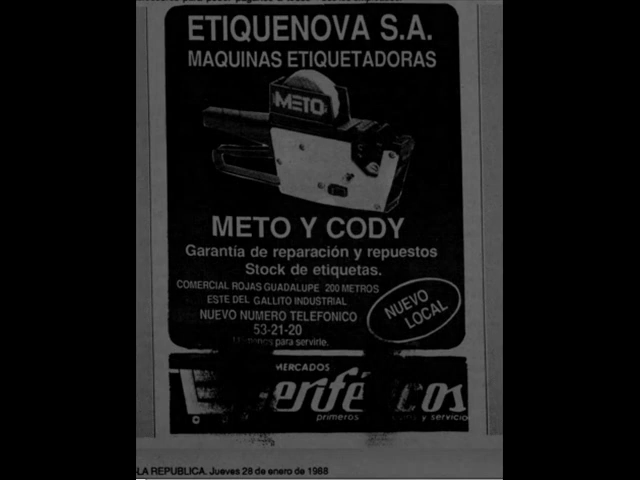 ETIQUENOVA S.A.
MAQUINAS ETIQUETADORAS
METO
METO Y CODY
Garantía de reparación y repuestos
Stock de etiquetas.
COMERCIAL ROJAS GUADALUPE 200 METROS
ESTE DEL GALLITO INDUSTRIAL
NUEVO NUMERO TELEFONICO
53-21-20
para servirle.
NUEVO
LOCAL
MERCADOS
primeros y servicio
LA REPUBLICA. Jueves 28 de enero de 1988